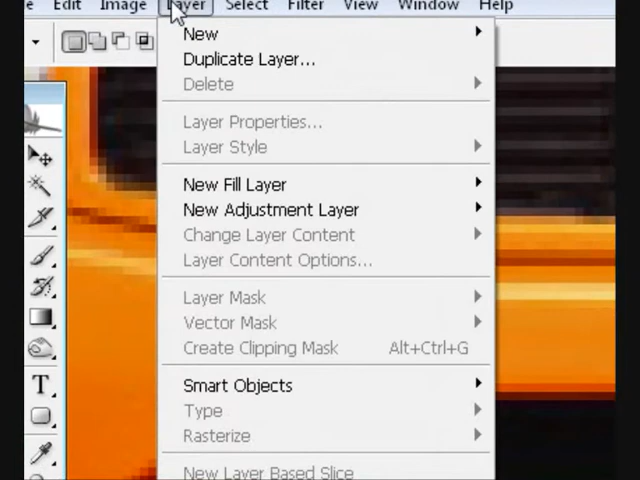 Edit Image Layer Select Filter View Window Help
New
Duplicate Layer...
Delete
Layer Properties...
Layer Style
New Fill Layer
New Adjustment Layer
Change Layer Content
Layer Content Options...
Layer Mask
Vector Mask
Create Clipping Mask Alt+Ctrl+G
Smart Objects
Type
Rasterize
New Layer Based Slice
T